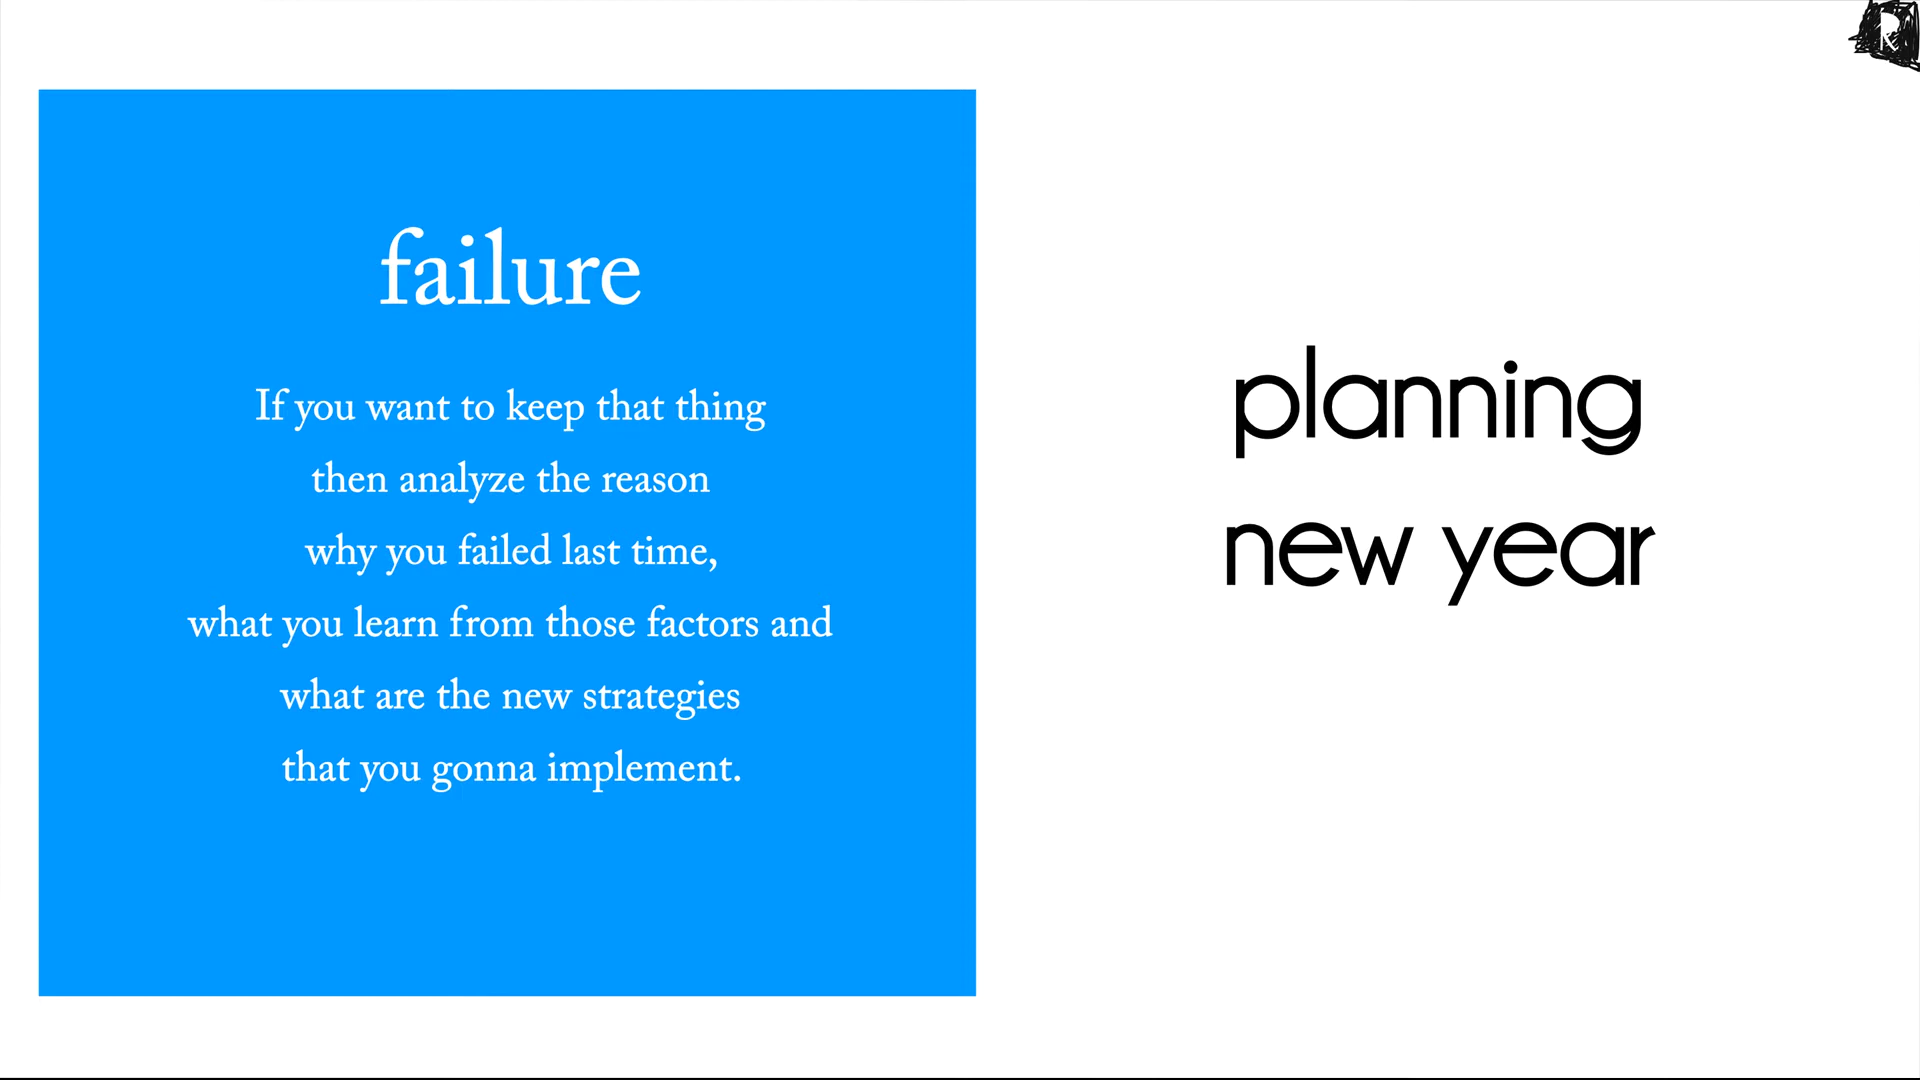 failure
If you want to keep that thing
then analyze the reason
why you failed last time,
what you learn from those factors and
what are the new strategies
that you gonna implement.
planning
new year
R